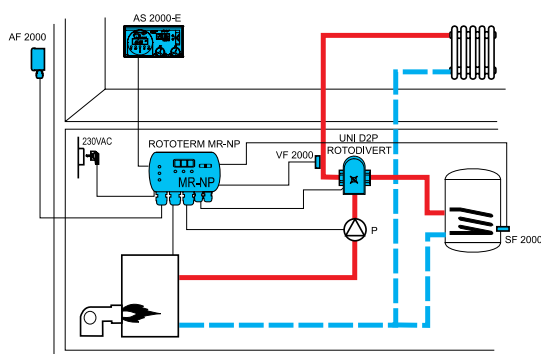 AS 2000-E
AF 2000
230VAC
ROTOTERM MR-NP
MR-NP
VF 2000
UNI D2P
ROTODIVERT
P
SF 2000